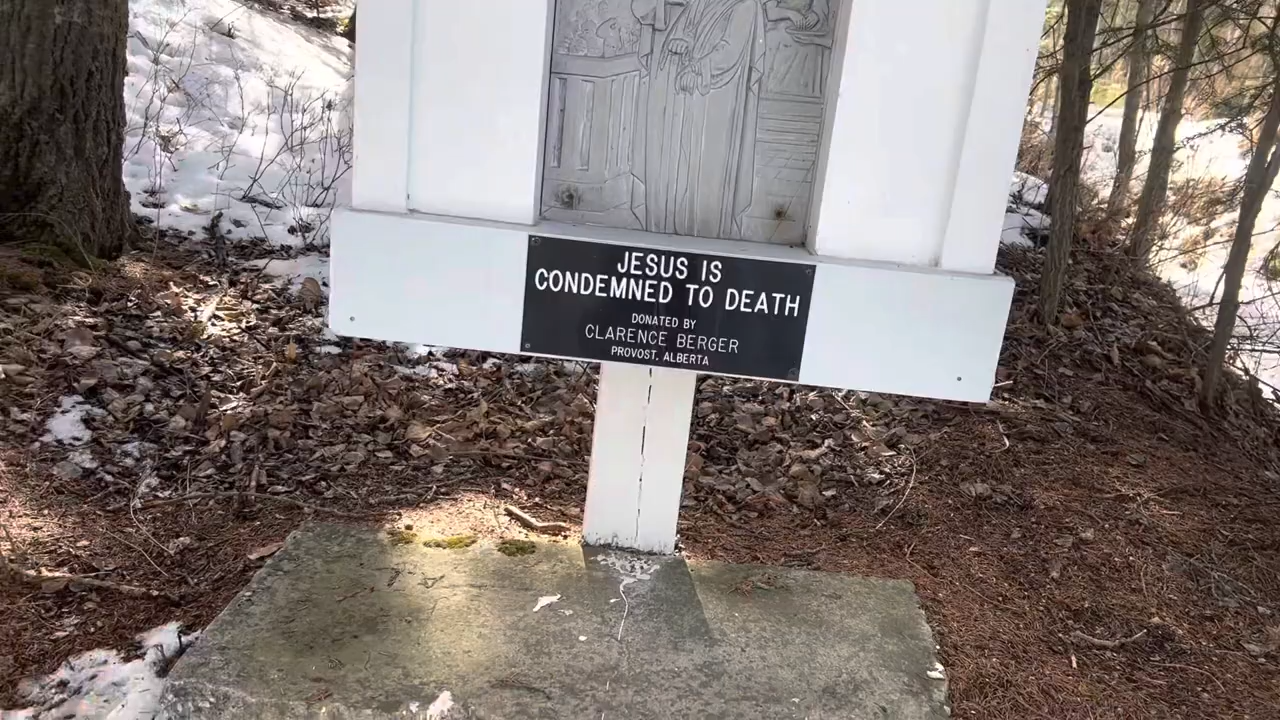 JESUS IS
CONDEMNED TO DEATH
DONATED BY
CLARENCE BERGER
PROVOST, ALBERTA